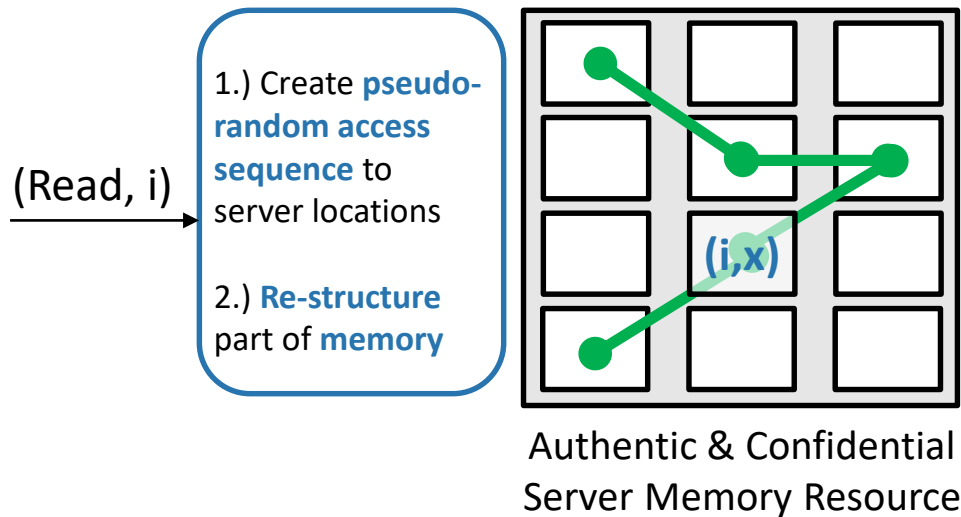 (Read, i)
1.) Create pseudo-
random access
sequence to
server locations
2.) Re-structure
part of memory
(i,x)
Authentic & Confidential
Server Memory Resource